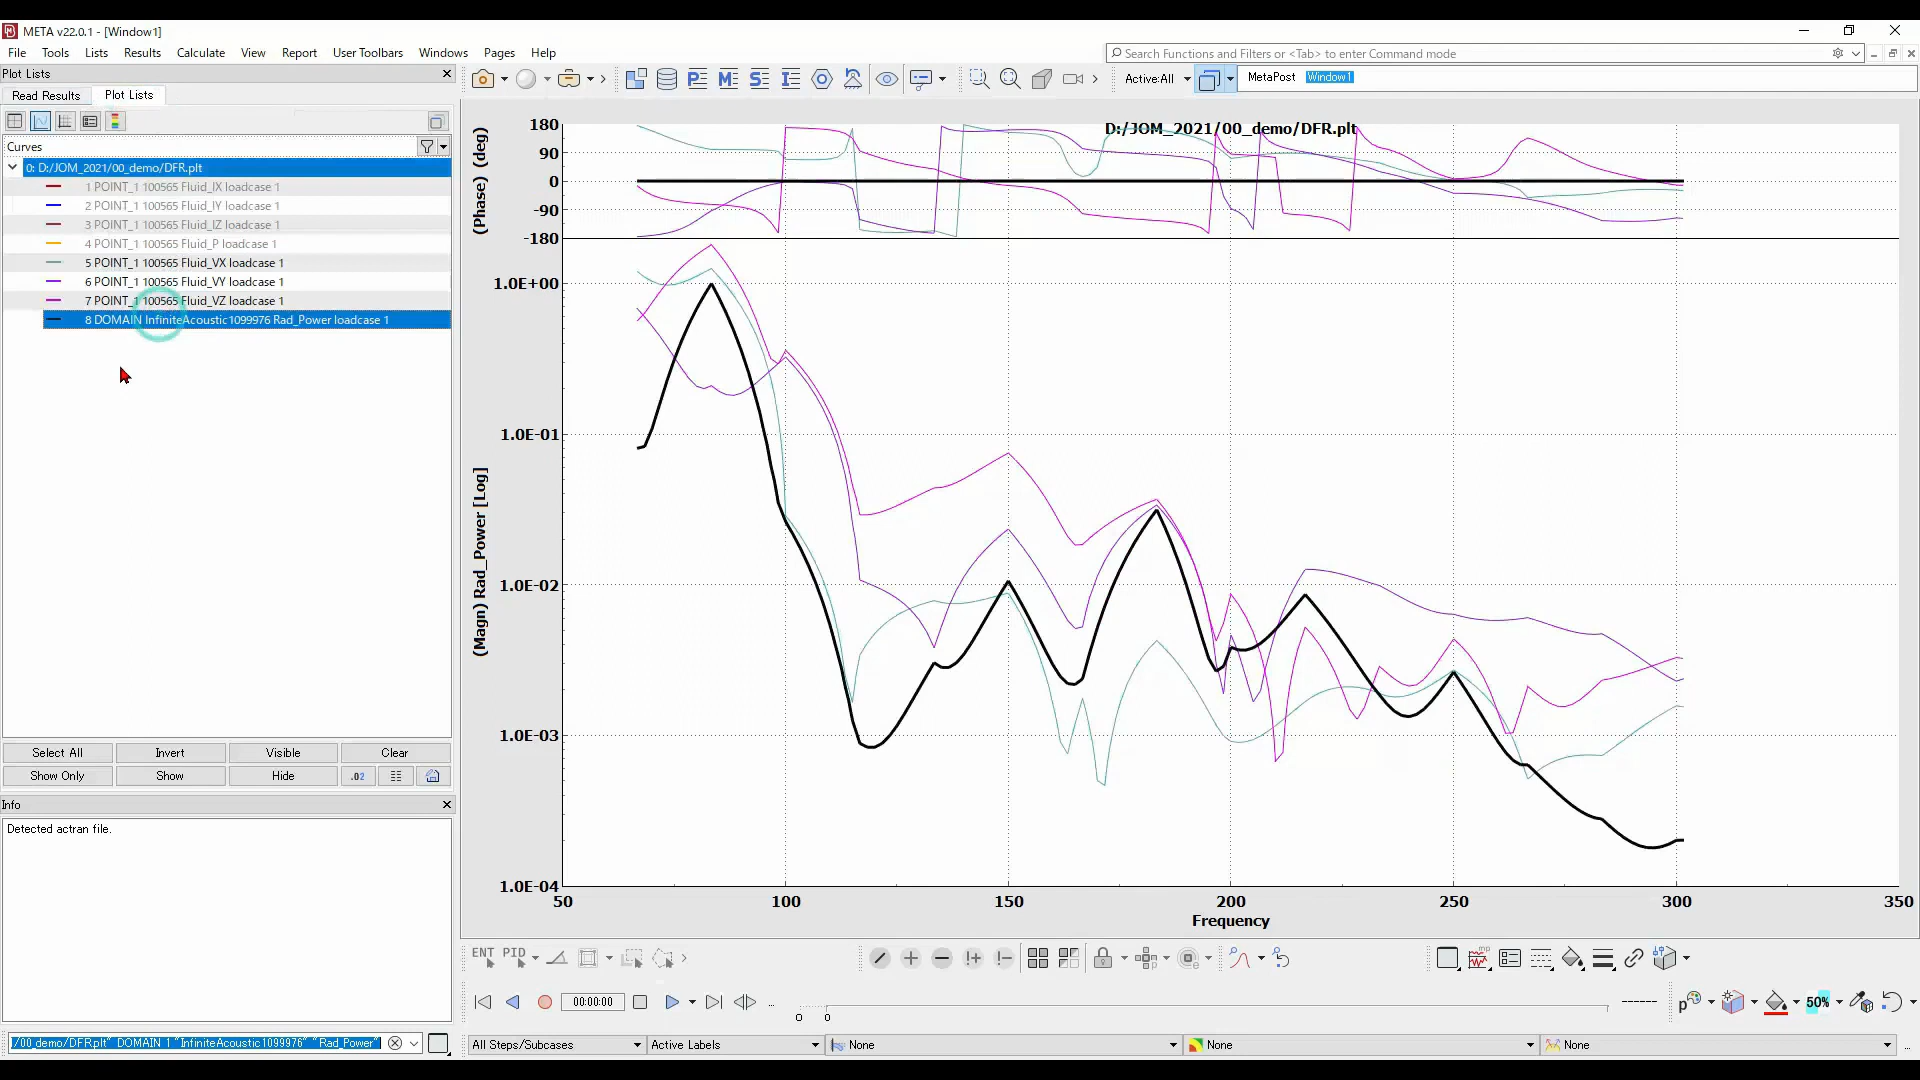 META v22.0.1 - [Window1]
File Tools Lists Results Calculate View Report User Toolbars Windows Pages Help
Search Functions and Filters or <Tab> to enter Command mode
Plot Lists
Read Results Plot Lists
Active:All
MetaPost Window1
Curves
0: D:/JOM_2021/00_demo/DFR.plt
1 POINT_1 100565 Fluid_IX loadcase 1
2 POINT_1 100565 Fluid_IY loadcase 1
3 POINT_1 100565 Fluid_IZ loadcase 1
4 POINT_1 100565 Fluid_P loadcase 1
5 POINT_1 100565 Fluid_VX loadcase 1
6 POINT_1 100565 Fluid_VY loadcase 1
7 POINT_1 100565 Fluid_VZ loadcase 1
8 DOMAIN InfiniteAcoustic1099976 Rad_Power loadcase 1
Select All Invert Visible Clear
Show Only Show Hide .02
Info
Detected actran file.
/00_demo/DFR.plt" DOMAIN 1 "InfiniteAcoustic1099976" "Rad_Power"
D:/JOM_2021/00_demo/DFR.plt
(Phase) (deg)
180
90
0
-90
-180
(Magn) Rad_Power [Log]
1.0E+00
1.0E-01
1.0E-02
1.0E-03
1.0E-04
50 100 150 200 250 300 350
Frequency
ENT PID
00:00:00
...
0 0
50%
All Steps/Subcases Active Labels None None None